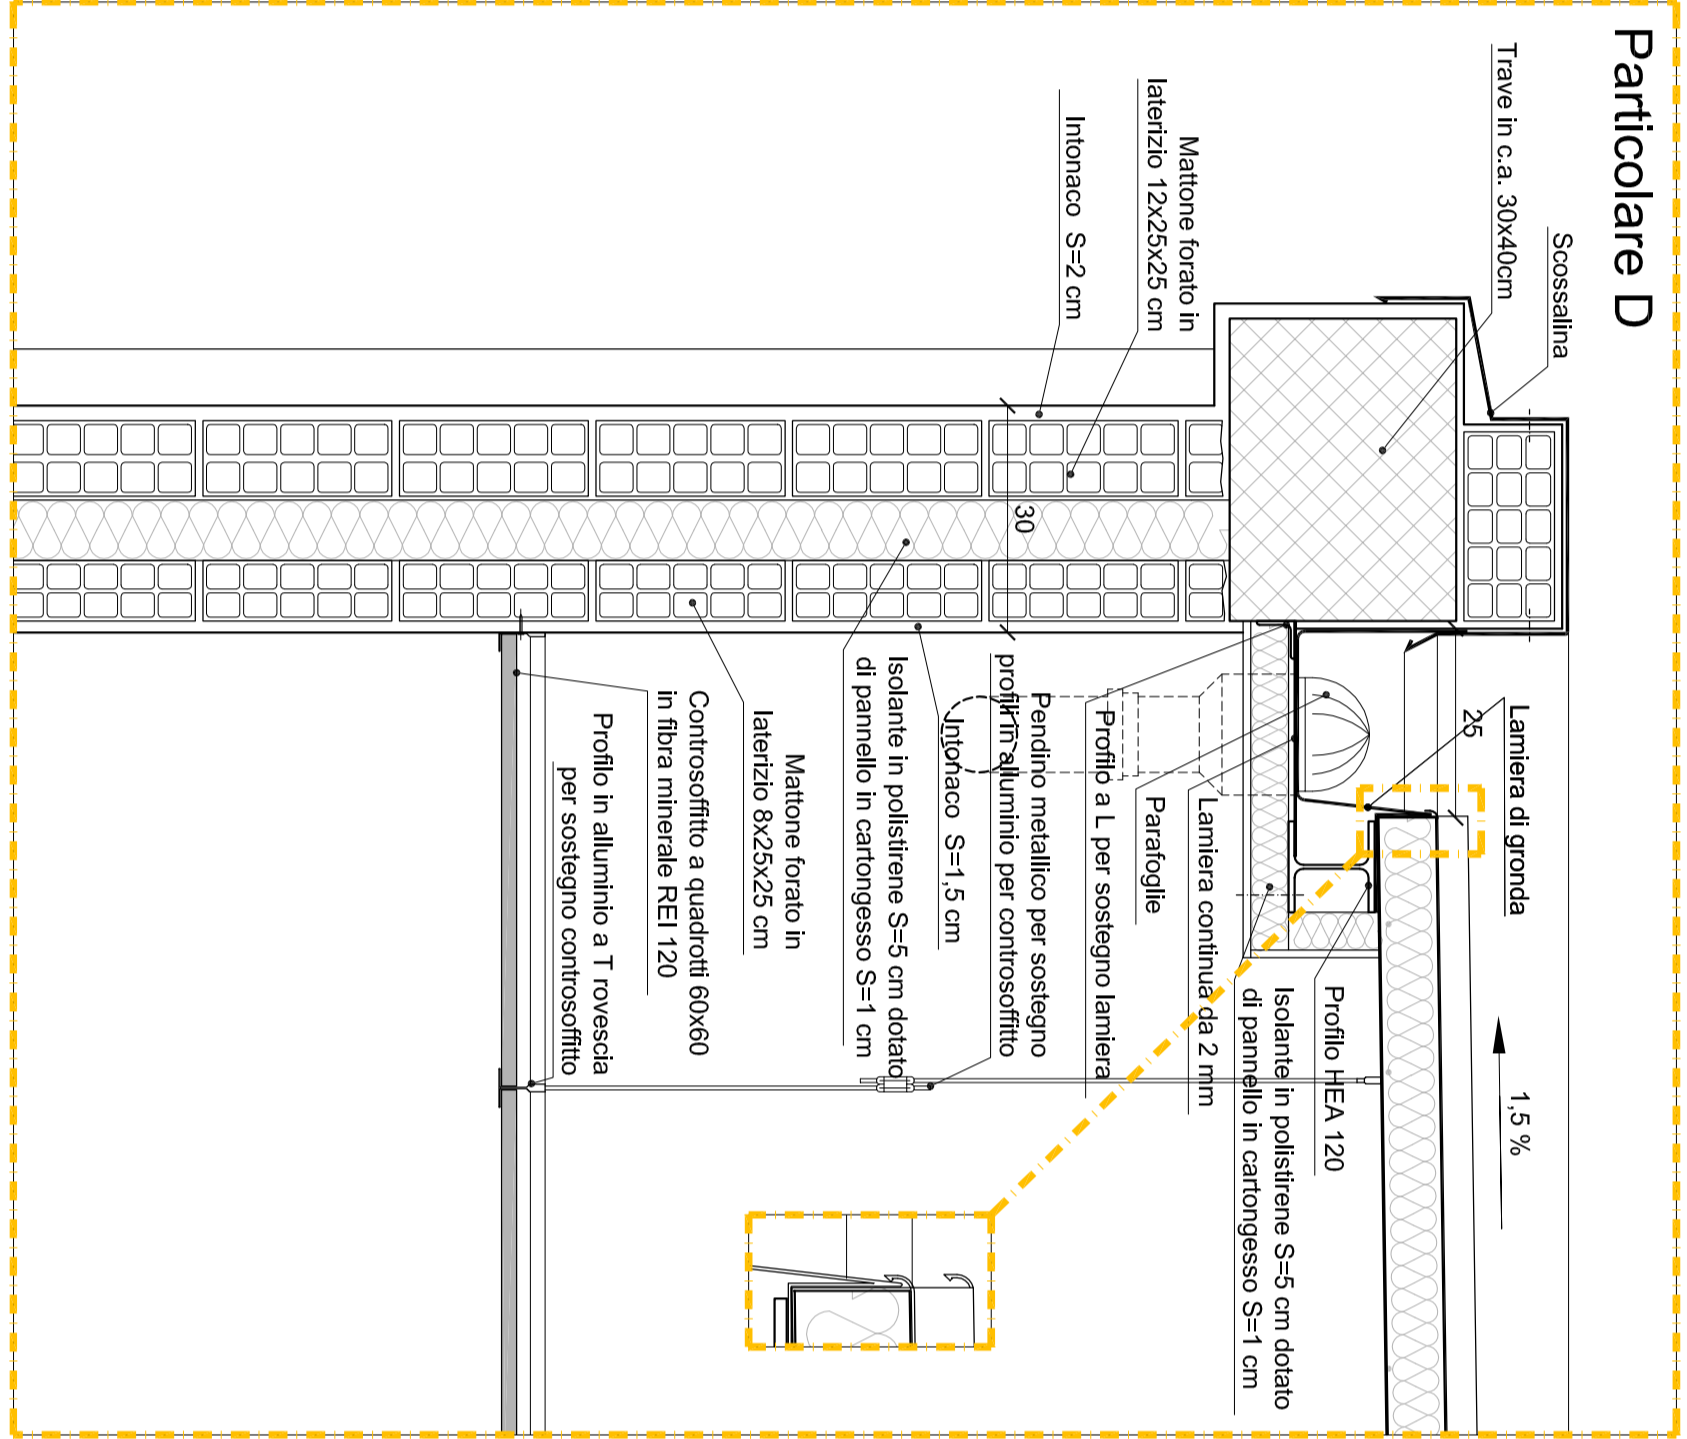 Particolare D
Scossalina
Trave in c.a. 30x40cm
Mattone forato in
laterizio 12x25x25 cm
Intonaco S=2 cm
30
25
Lamiera di gronda
1,5 %
Profilo HEA 120
Isolante in polistirene S=5 cm dotato
di pannello in cartongesso S=1 cm
Lamiera continua da 2 mm
Parafoglie
Profilo a L per sostegno lamiera
Pendino metallico per sostegno
profili in alluminio per controsoffitto
Intonaco S=1,5 cm
Isolante in polistirene S=5 cm dotato
di pannello in cartongesso S=1 cm
Mattone forato in
laterizio 8x25x25 cm
Controsoffitto a quadrotti 60x60
in fibra minerale REI 120
Profilo in alluminio a T rovescia
per sostegno controsoffitto